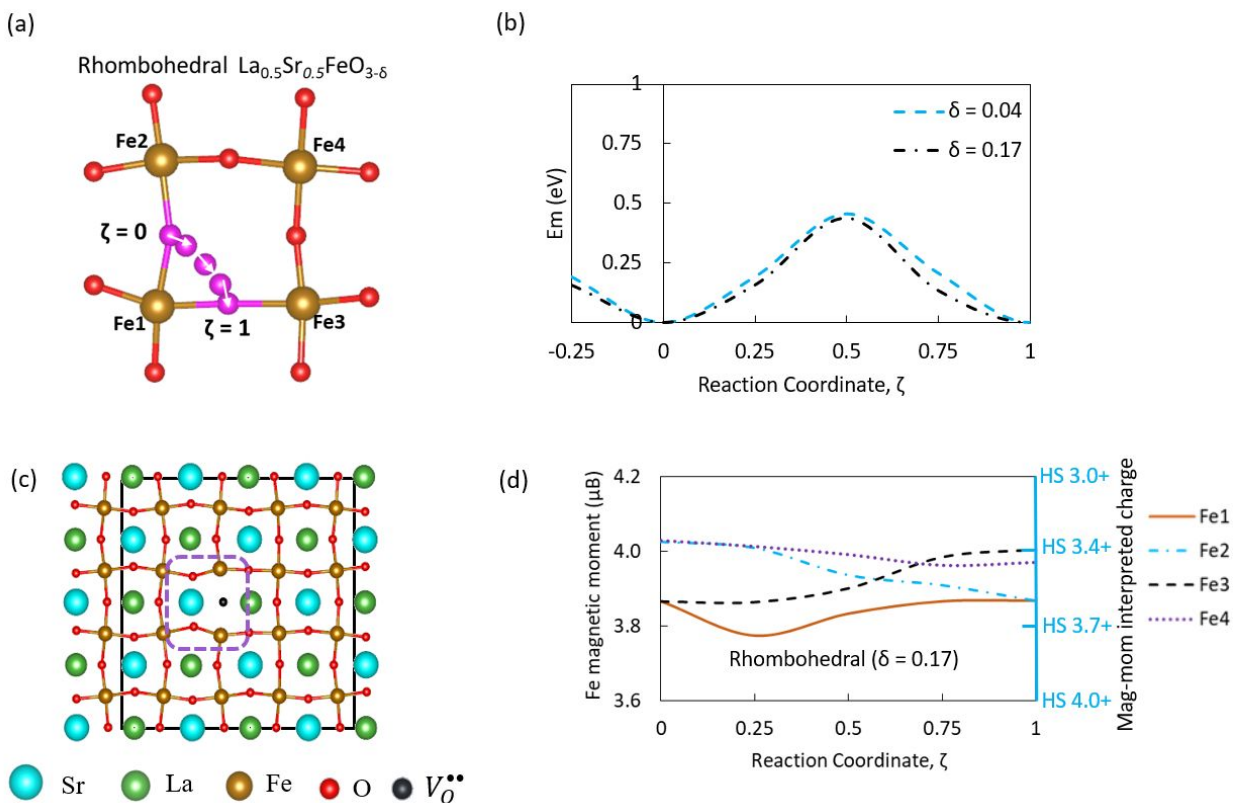 (a)
Rhombohedral La0.5Sr0.5FeO3-δ
Fe2
Fe4
ζ = 0
Fe1
Fe3
ζ = 1
(b)
1
0.75
0.5
0.25
0
Em (eV)
δ = 0.04
δ = 0.17
-0.25 0 0.25 0.5 0.75 1
Reaction Coordinate, ζ
(c)
Sr La Fe O V_O^••
(d)
4.2
4.0
3.8
3.6
Fe magnetic moment (μB)
HS 3.0+
HS 3.4+
HS 3.7+
HS 4.0+
Mag-mom interpreted charge
Fe1
Fe2
Fe3
Fe4
Rhombohedral (δ = 0.17)
0 0.25 0.5 0.75 1
Reaction Coordinate, ζ